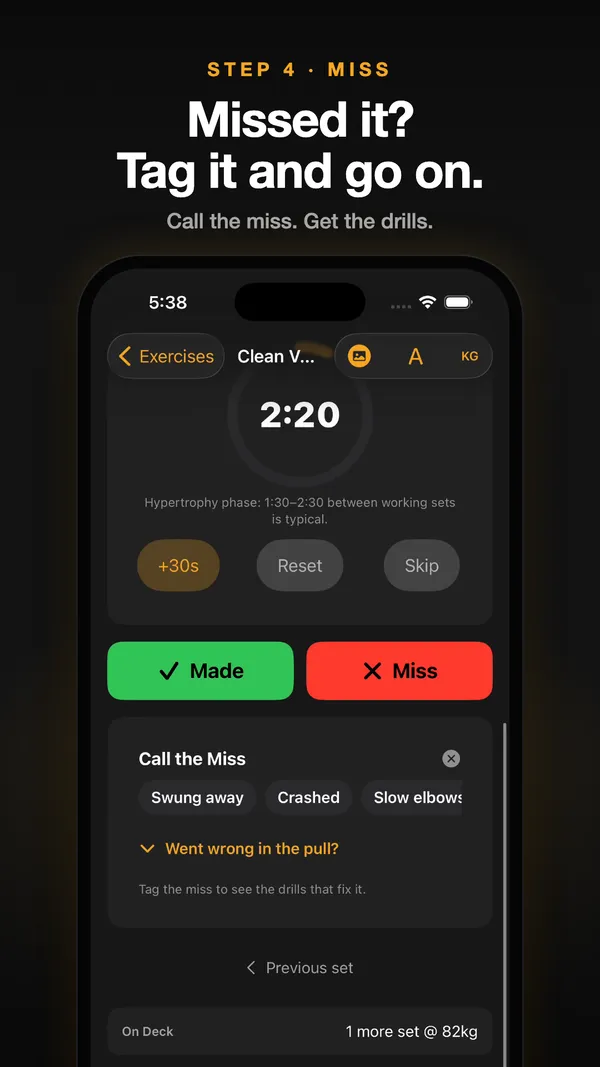 STEP 4 · MISS
Missed it?
Tag it and go on.
Call the miss. Get the drills.
5:38
Exercises
Clean V...
A
KG
2:20
Hypertrophy phase: 1:30–2:30 between working sets
is typical.
+30s
Reset
Skip
Made
Miss
Call the Miss
Swung away
Crashed
Slow elbows
Went wrong in the pull?
Tag the miss to see the drills that fix it.
Previous set
On Deck
1 more set @ 82kg